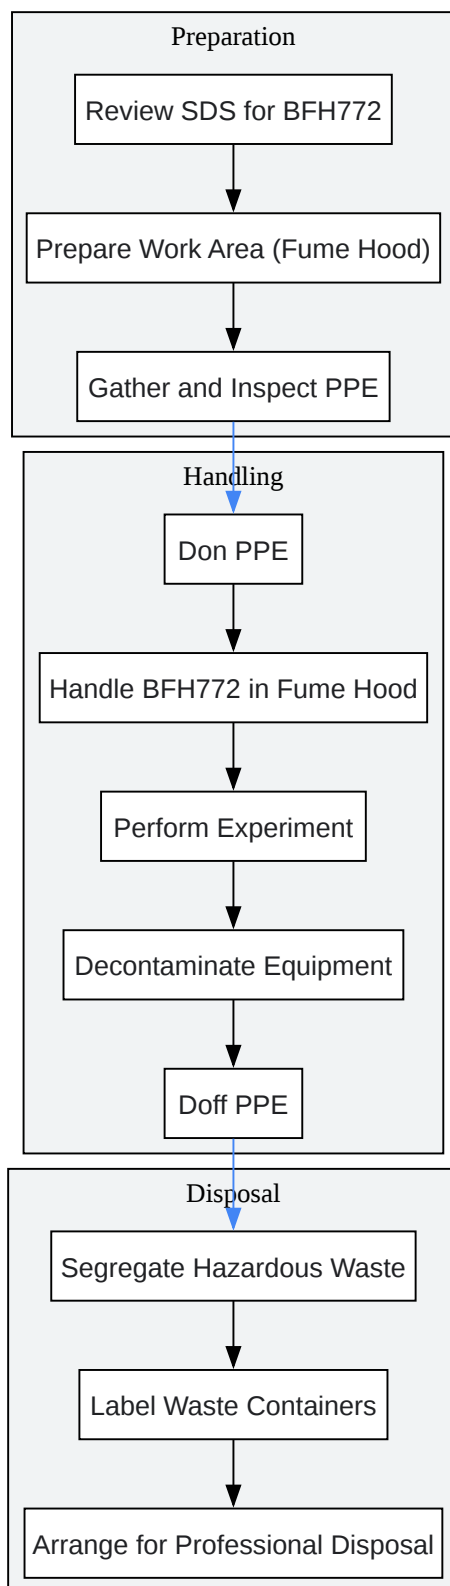 Preparation
Review SDS for BFH772
Prepare Work Area (Fume Hood)
Gather and Inspect PPE
Handling
Don PPE
Handle BFH772 in Fume Hood
Perform Experiment
Decontaminate Equipment
Doff PPE
Disposal
Segregate Hazardous Waste
Label Waste Containers
Arrange for Professional Disposal